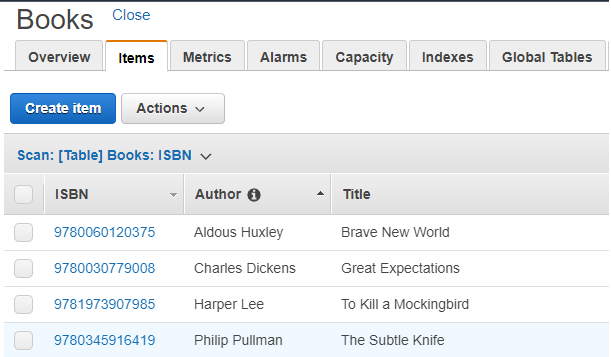 Books Close
Overview Items Metrics Alarms Capacity Indexes Global Tables
Create item Actions
Scan: [Table] Books: ISBN
ISBN Author Title
9780060120375 Aldous Huxley Brave New World
9780030779008 Charles Dickens Great Expectations
9781973907985 Harper Lee To Kill a Mockingbird
9780345916419 Philip Pullman The Subtle Knife